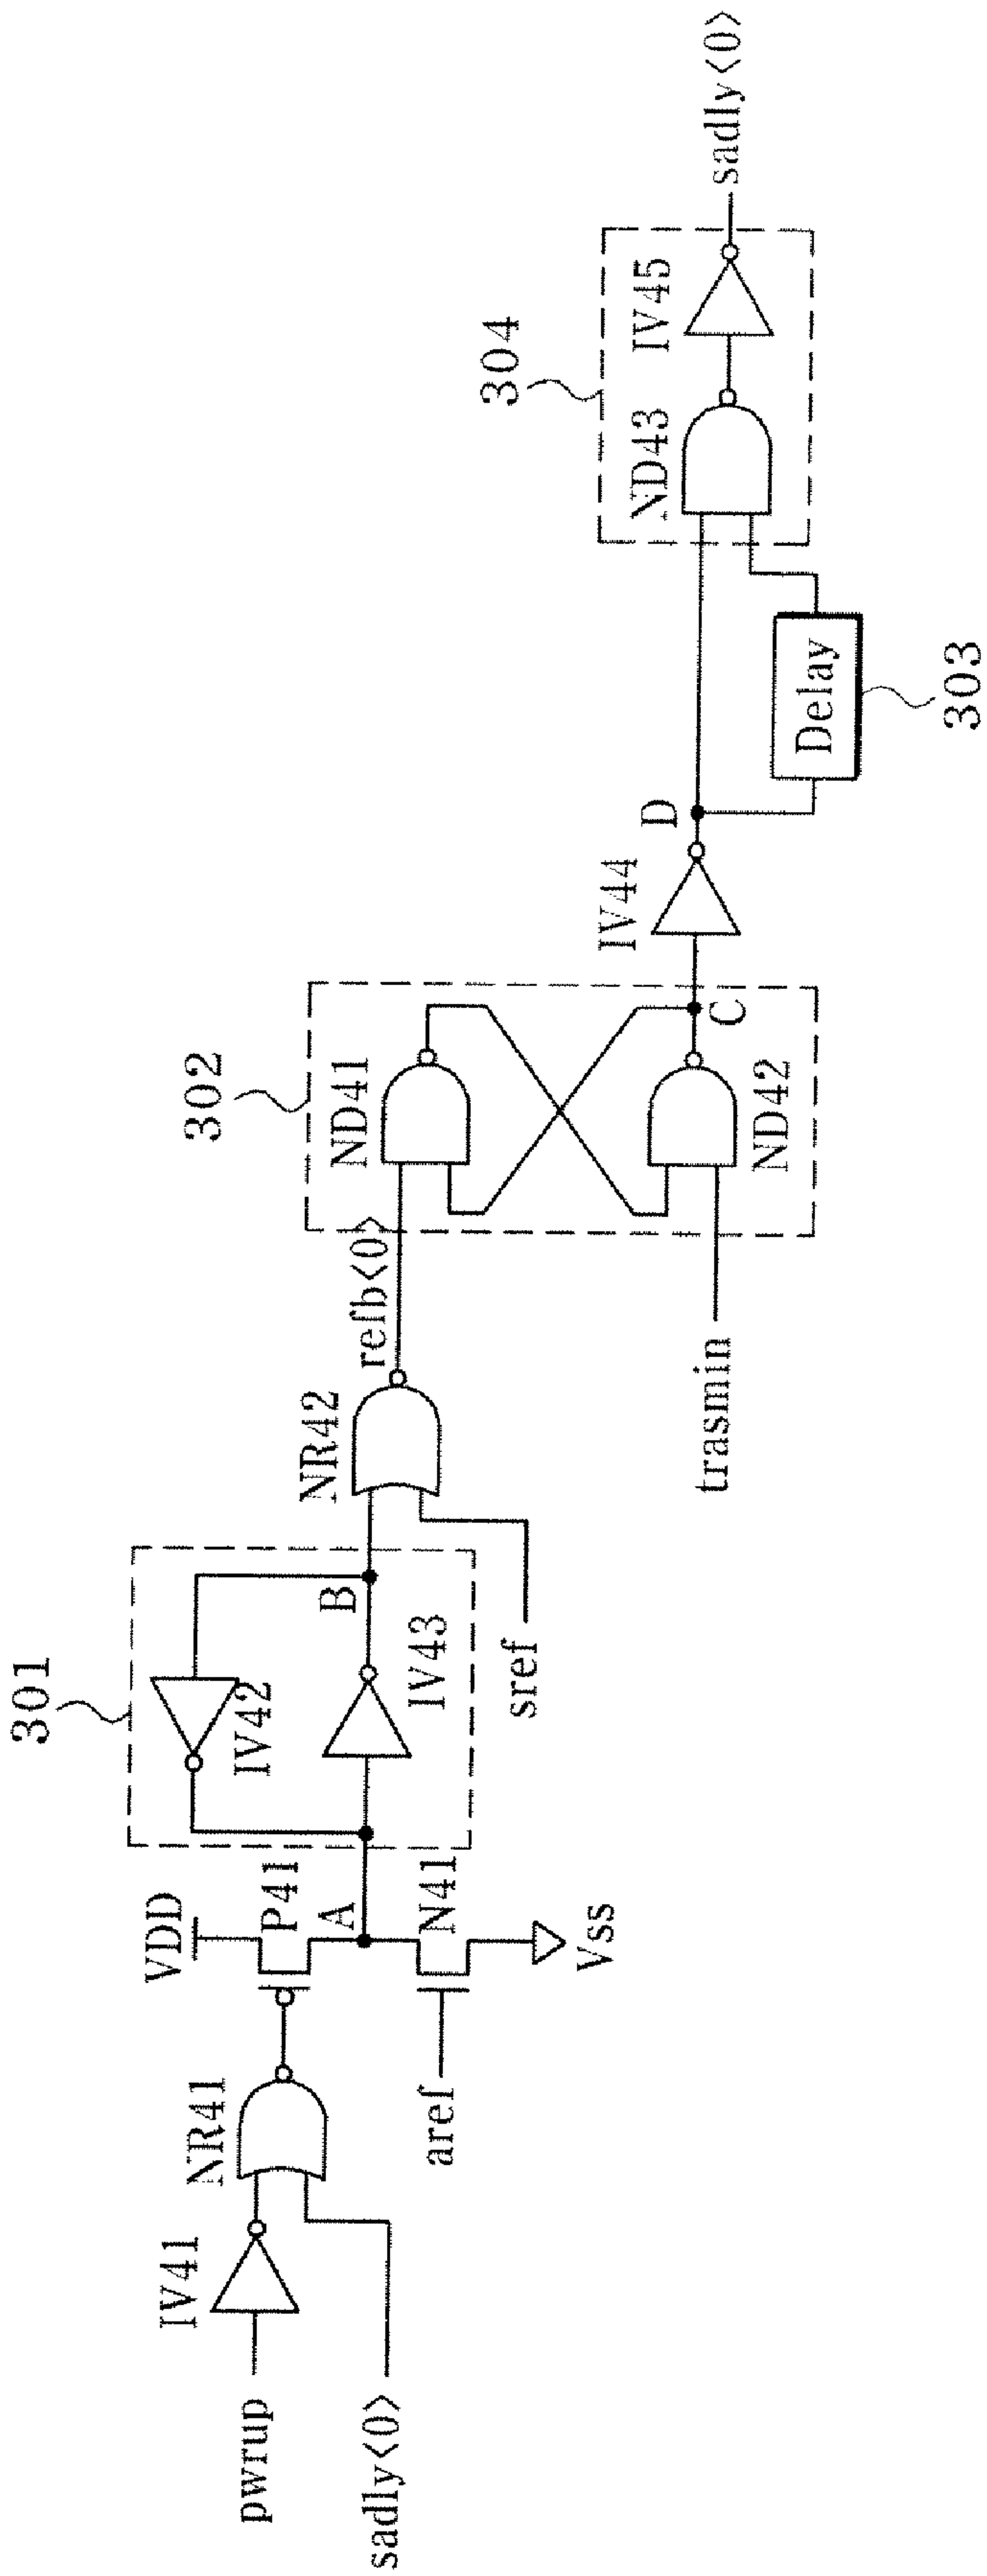 pwrup
sadly<0>
IV41
NR41
VDD
P41
A
aref
N41
Vss
301
IV42
IV43
B
sref
NR42
refb<0>
trasmin
302
ND41
ND42
C
IV44
D
Delay
303
304
ND43
IV45
sadly<0>